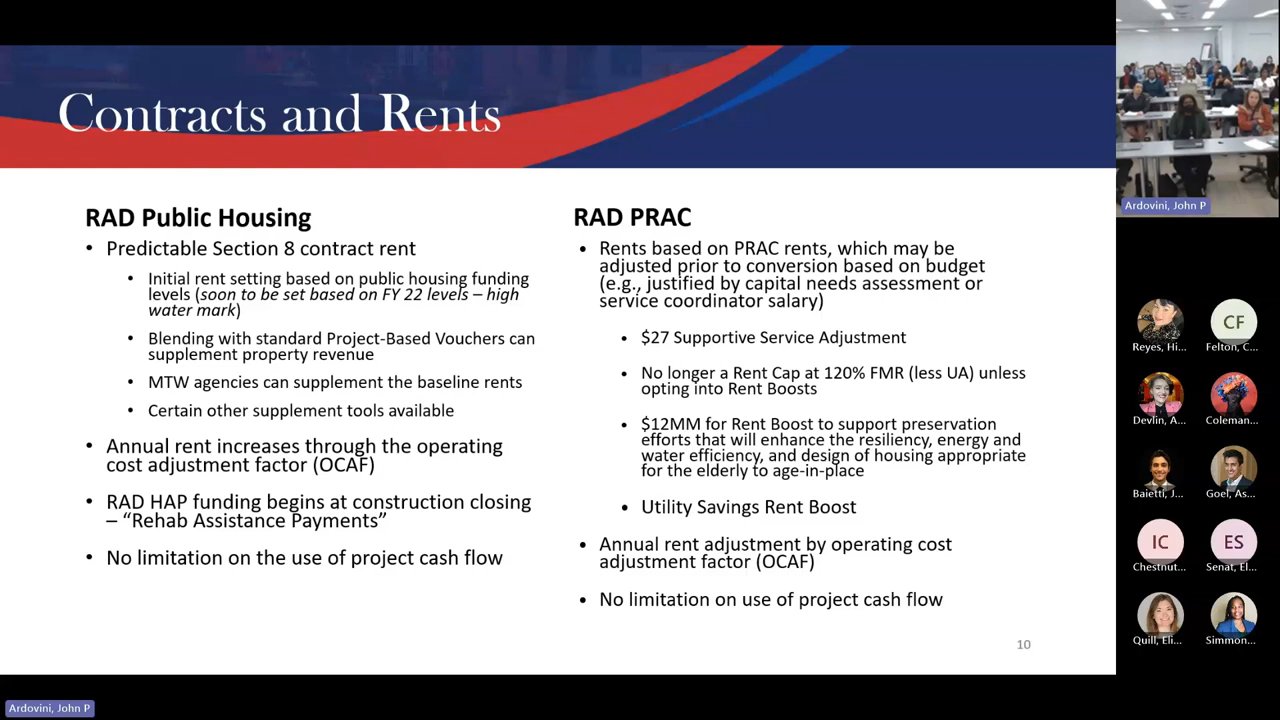 Contracts and Rents
RAD Public Housing
• Predictable Section 8 contract rent
• Initial rent setting based on public housing funding
levels (soon to be set based on FY 22 levels – high
water mark)
• Blending with standard Project-Based Vouchers can
supplement property revenue
• MTW agencies can supplement the baseline rents
• Certain other supplement tools available
• Annual rent increases through the operating
cost adjustment factor (OCAF)
• RAD HAP funding begins at construction closing
– “Rehab Assistance Payments”
• No limitation on the use of project cash flow
RAD PRAC
• Rents based on PRAC rents, which may be
adjusted prior to conversion based on budget
(e.g., justified by capital needs assessment or
service coordinator salary)
• $27 Supportive Service Adjustment
• No longer a Rent Cap at 120% FMR (less UA) unless
opting into Rent Boosts
• $12MM for Rent Boost to support preservation
efforts that will enhance the resiliency, energy and
water efficiency, and design of housing appropriate
for the elderly to age-in-place
• Utility Savings Rent Boost
• Annual rent adjustment by operating cost
adjustment factor (OCAF)
• No limitation on use of project cash flow
10
Ardovini, John P
Reyes, Hi...
CF
Felton, C...
Devlin, A...
Coleman...
Baietti, J...
Goel, As...
IC
Chestnut...
ES
Senat, El...
Quill, Eli...
Simmon...
Ardovini, John P